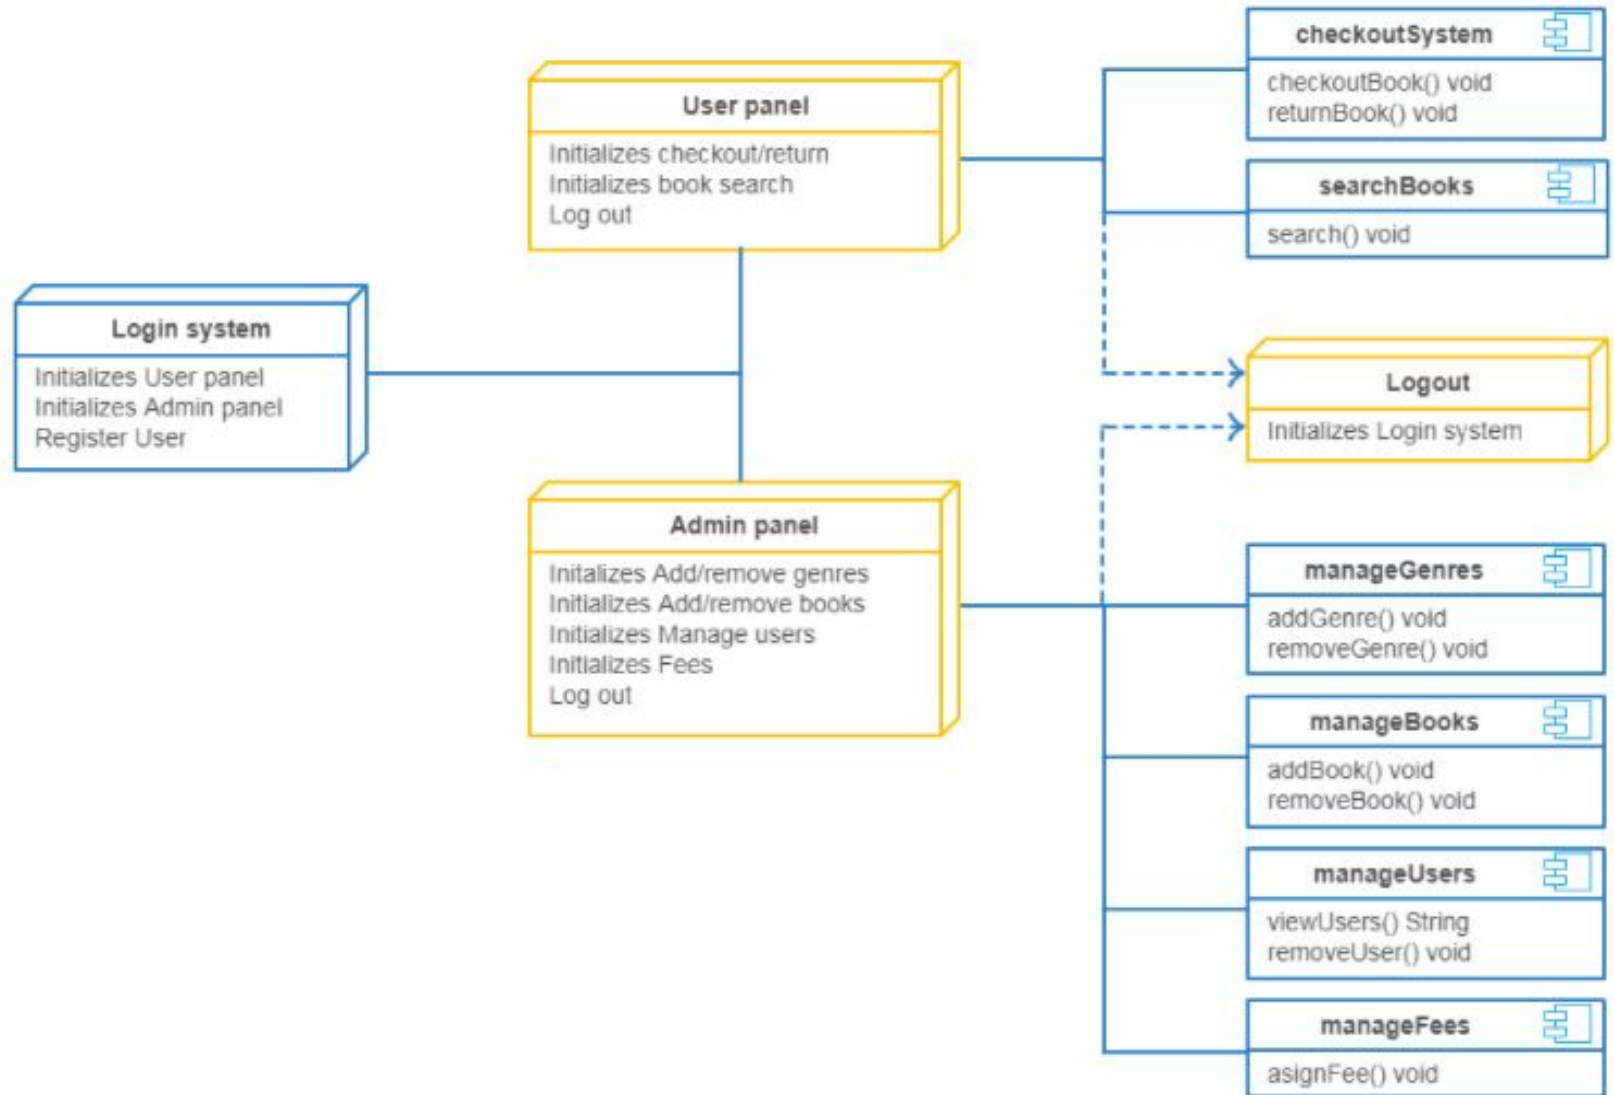 checkoutSystem
checkoutBook() void
returnBook() void
User panel
Initializes checkout/return
Initializes book search
Log out
searchBooks
search() void
Login system
Initializes User panel
Initializes Admin panel
Register User
Logout
Initializes Login system
Admin panel
Initalizes Add/remove genres
Initializes Add/remove books
Initializes Manage users
Initializes Fees
Log out
manageGenres
addGenre() void
removeGenre() void
manageBooks
addBook() void
removeBook() void
manageUsers
viewUsers() String
removeUser() void
manageFees
asignFee() void